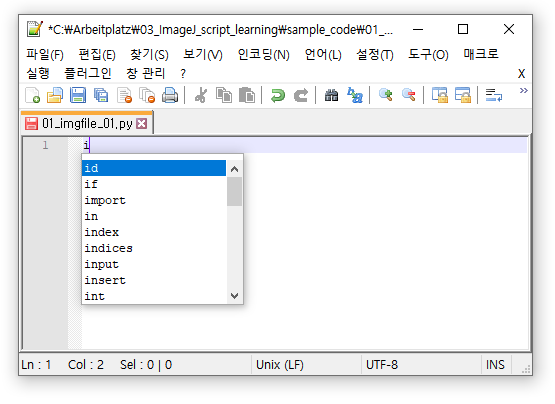 *C:₩Arbeitplatz₩03_ImageJ_script_learning₩sample_code₩01_...
파일(F) 편집(E) 찾기(S) 보기(V) 인코딩(N) 언어(L) 설정(T) 도구(O) 매크로
실행 플러그인 창 관리 ? X
01_imgfile_01.py
1 i
id
if
import
in
index
indices
input
insert
int
Ln : 1 Col : 2 Sel : 0 | 0 Unix (LF) UTF-8 INS